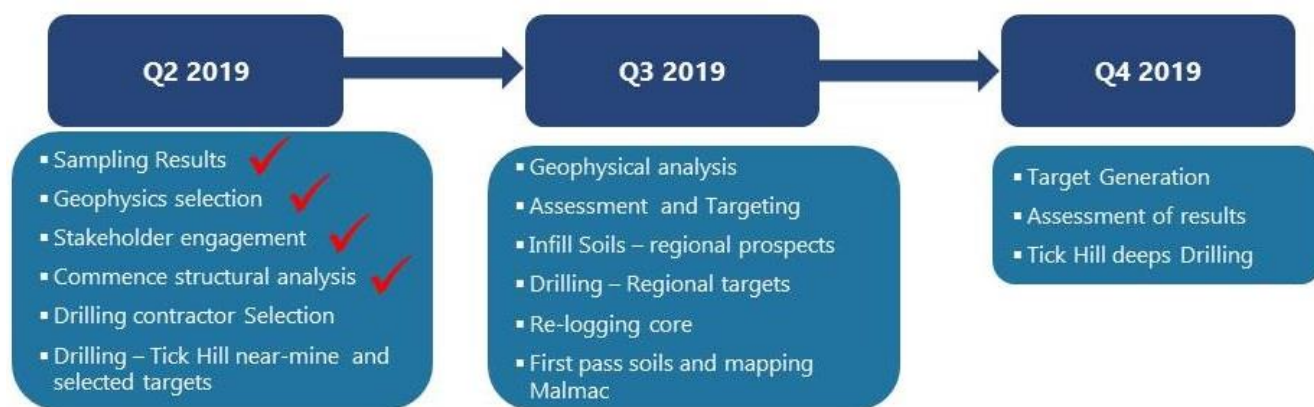 Q2 2019
▪ Sampling Results
▪ Geophysics selection
▪ Stakeholder engagement
▪ Commence structural analysis
▪ Drilling contractor Selection
▪ Drilling – Tick Hill near-mine and
selected targets
Q3 2019
▪ Geophysical analysis
▪ Assessment and Targeting
▪ Infill Soils – regional prospects
▪ Drilling – Regional targets
▪ Re-logging core
▪ First pass soils and mapping
Malmac
Q4 2019
▪ Target Generation
▪ Assessment of results
▪ Tick Hill deeps Drilling